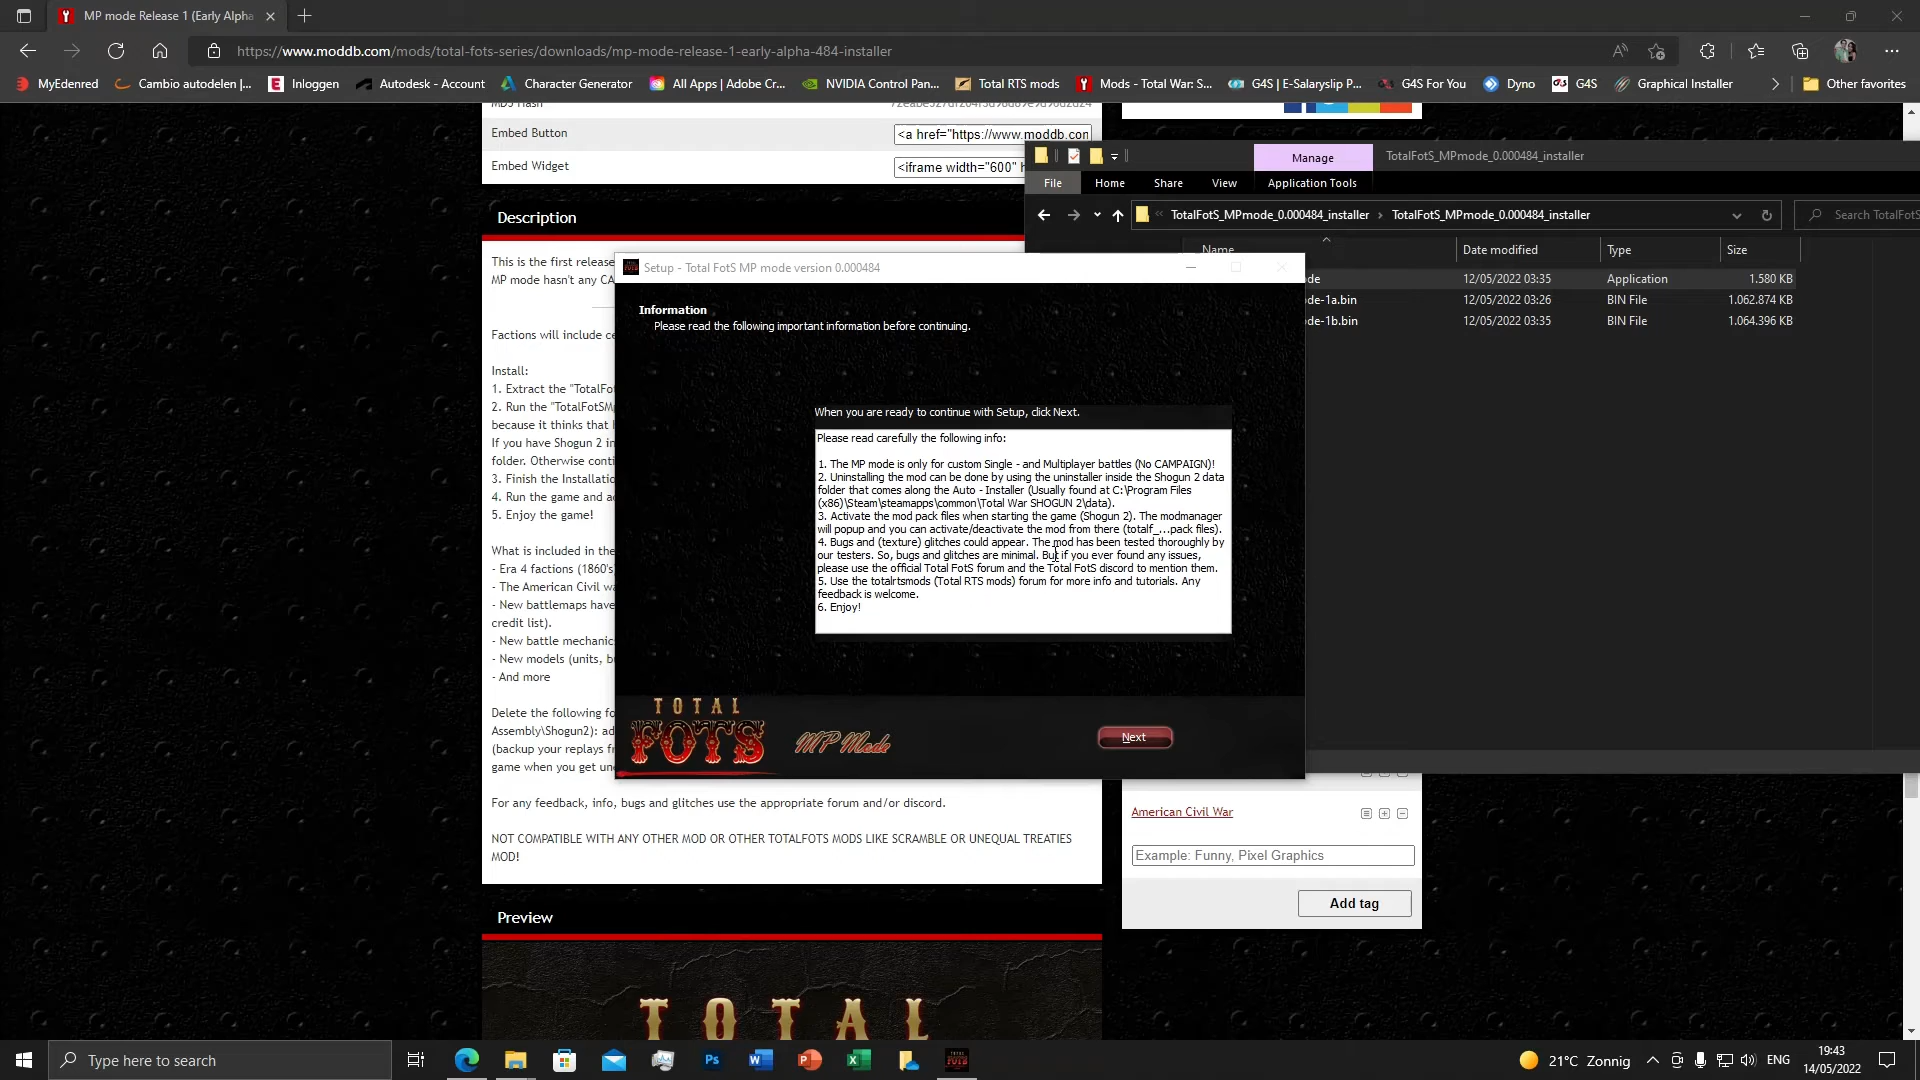 MP mode Release 1 (Early Alpha
https://www.moddb.com/mods/total-fots-series/downloads/mp-mode-release-1-early-alpha-484-installer
MyEdenred
Cambio autodelen |...
Inloggen
Autodesk - Account
Character Generator
All Apps | Adobe Cr...
NVIDIA Control Pan...
Total RTS mods
Mods - Total War: S...
G4S | E-Salaryslip P...
G4S For You
Dyno
G4S
Graphical Installer
Other favorites
Embed Button
<a href="https://www.moddb.con
Embed Widget
<iframe width="600" h
Description
This is the first release
MP mode hasn't any CA
Factions will include ce
Install:
1. Extract the "TotalFot
2. Run the "TotalFotSM
because it thinks that
If you have Shogun 2 in
folder. Otherwise conti
3. Finish the Installatio
4. Run the game and a
5. Enjoy the game!
What is included in the
- Era 4 factions (1860's
- The American Civil wa
- New battlemaps have
credit list).
- New battle mechanic
- New models (units, b
- And more
Delete the following fo
Assembly\Shogun2): ad
(backup your replays f
game when you get un
For any feedback, info, bugs and glitches use the appropriate forum and/or discord.
NOT COMPATIBLE WITH ANY OTHER MOD OR OTHER TOTALFOTS MODS LIKE SCRAMBLE OR UNEQUAL TREATIES
MOD!
Preview
TOTAL
Manage
TotalFotS_MPmode_0.000484_installer
File
Home
Share
View
Application Tools
« TotalFotS_MPmode_0.000484_installer › TotalFotS_MPmode_0.000484_installer
Search TotalFotS
Name
Date modified
Type
Size
de
12/05/2022 03:35
Application
1.580 KB
de-1a.bin
12/05/2022 03:26
BIN File
1.062.874 KB
de-1b.bin
12/05/2022 03:35
BIN File
1.064.396 KB
Setup - Total FotS MP mode version 0.000484
Information
Please read the following important information before continuing.
When you are ready to continue with Setup, click Next.
Please read carefully the following info:
1. The MP mode is only for custom Single - and Multiplayer battles (No CAMPAIGN)!
2. Uninstalling the mod can be done by using the uninstaller inside the Shogun 2 data
folder that comes along the Auto - Installer (Usually found at C:\Program Files
(x86)\Steam\steamapps\common\Total War SHOGUN 2\data).
3. Activate the mod pack files when starting the game (Shogun 2). The modmanager
will popup and you can activate/deactivate the mod from there (totalf_...pack files).
4. Bugs and (texture) glitches could appear. The mod has been tested thoroughly by
our testers. So, bugs and glitches are minimal. But if you ever found any issues,
please use the official Total FotS forum and the Total FotS discord to mention them.
5. Use the totalrtsmods (Total RTS mods) forum for more info and tutorials. Any
feedback is welcome.
6. Enjoy!
TOTAL
FOTS
MP Mode
Next
American Civil War
Example: Funny, Pixel Graphics
Add tag
Type here to search
21°C Zonnig
ENG
19:43
14/05/2022